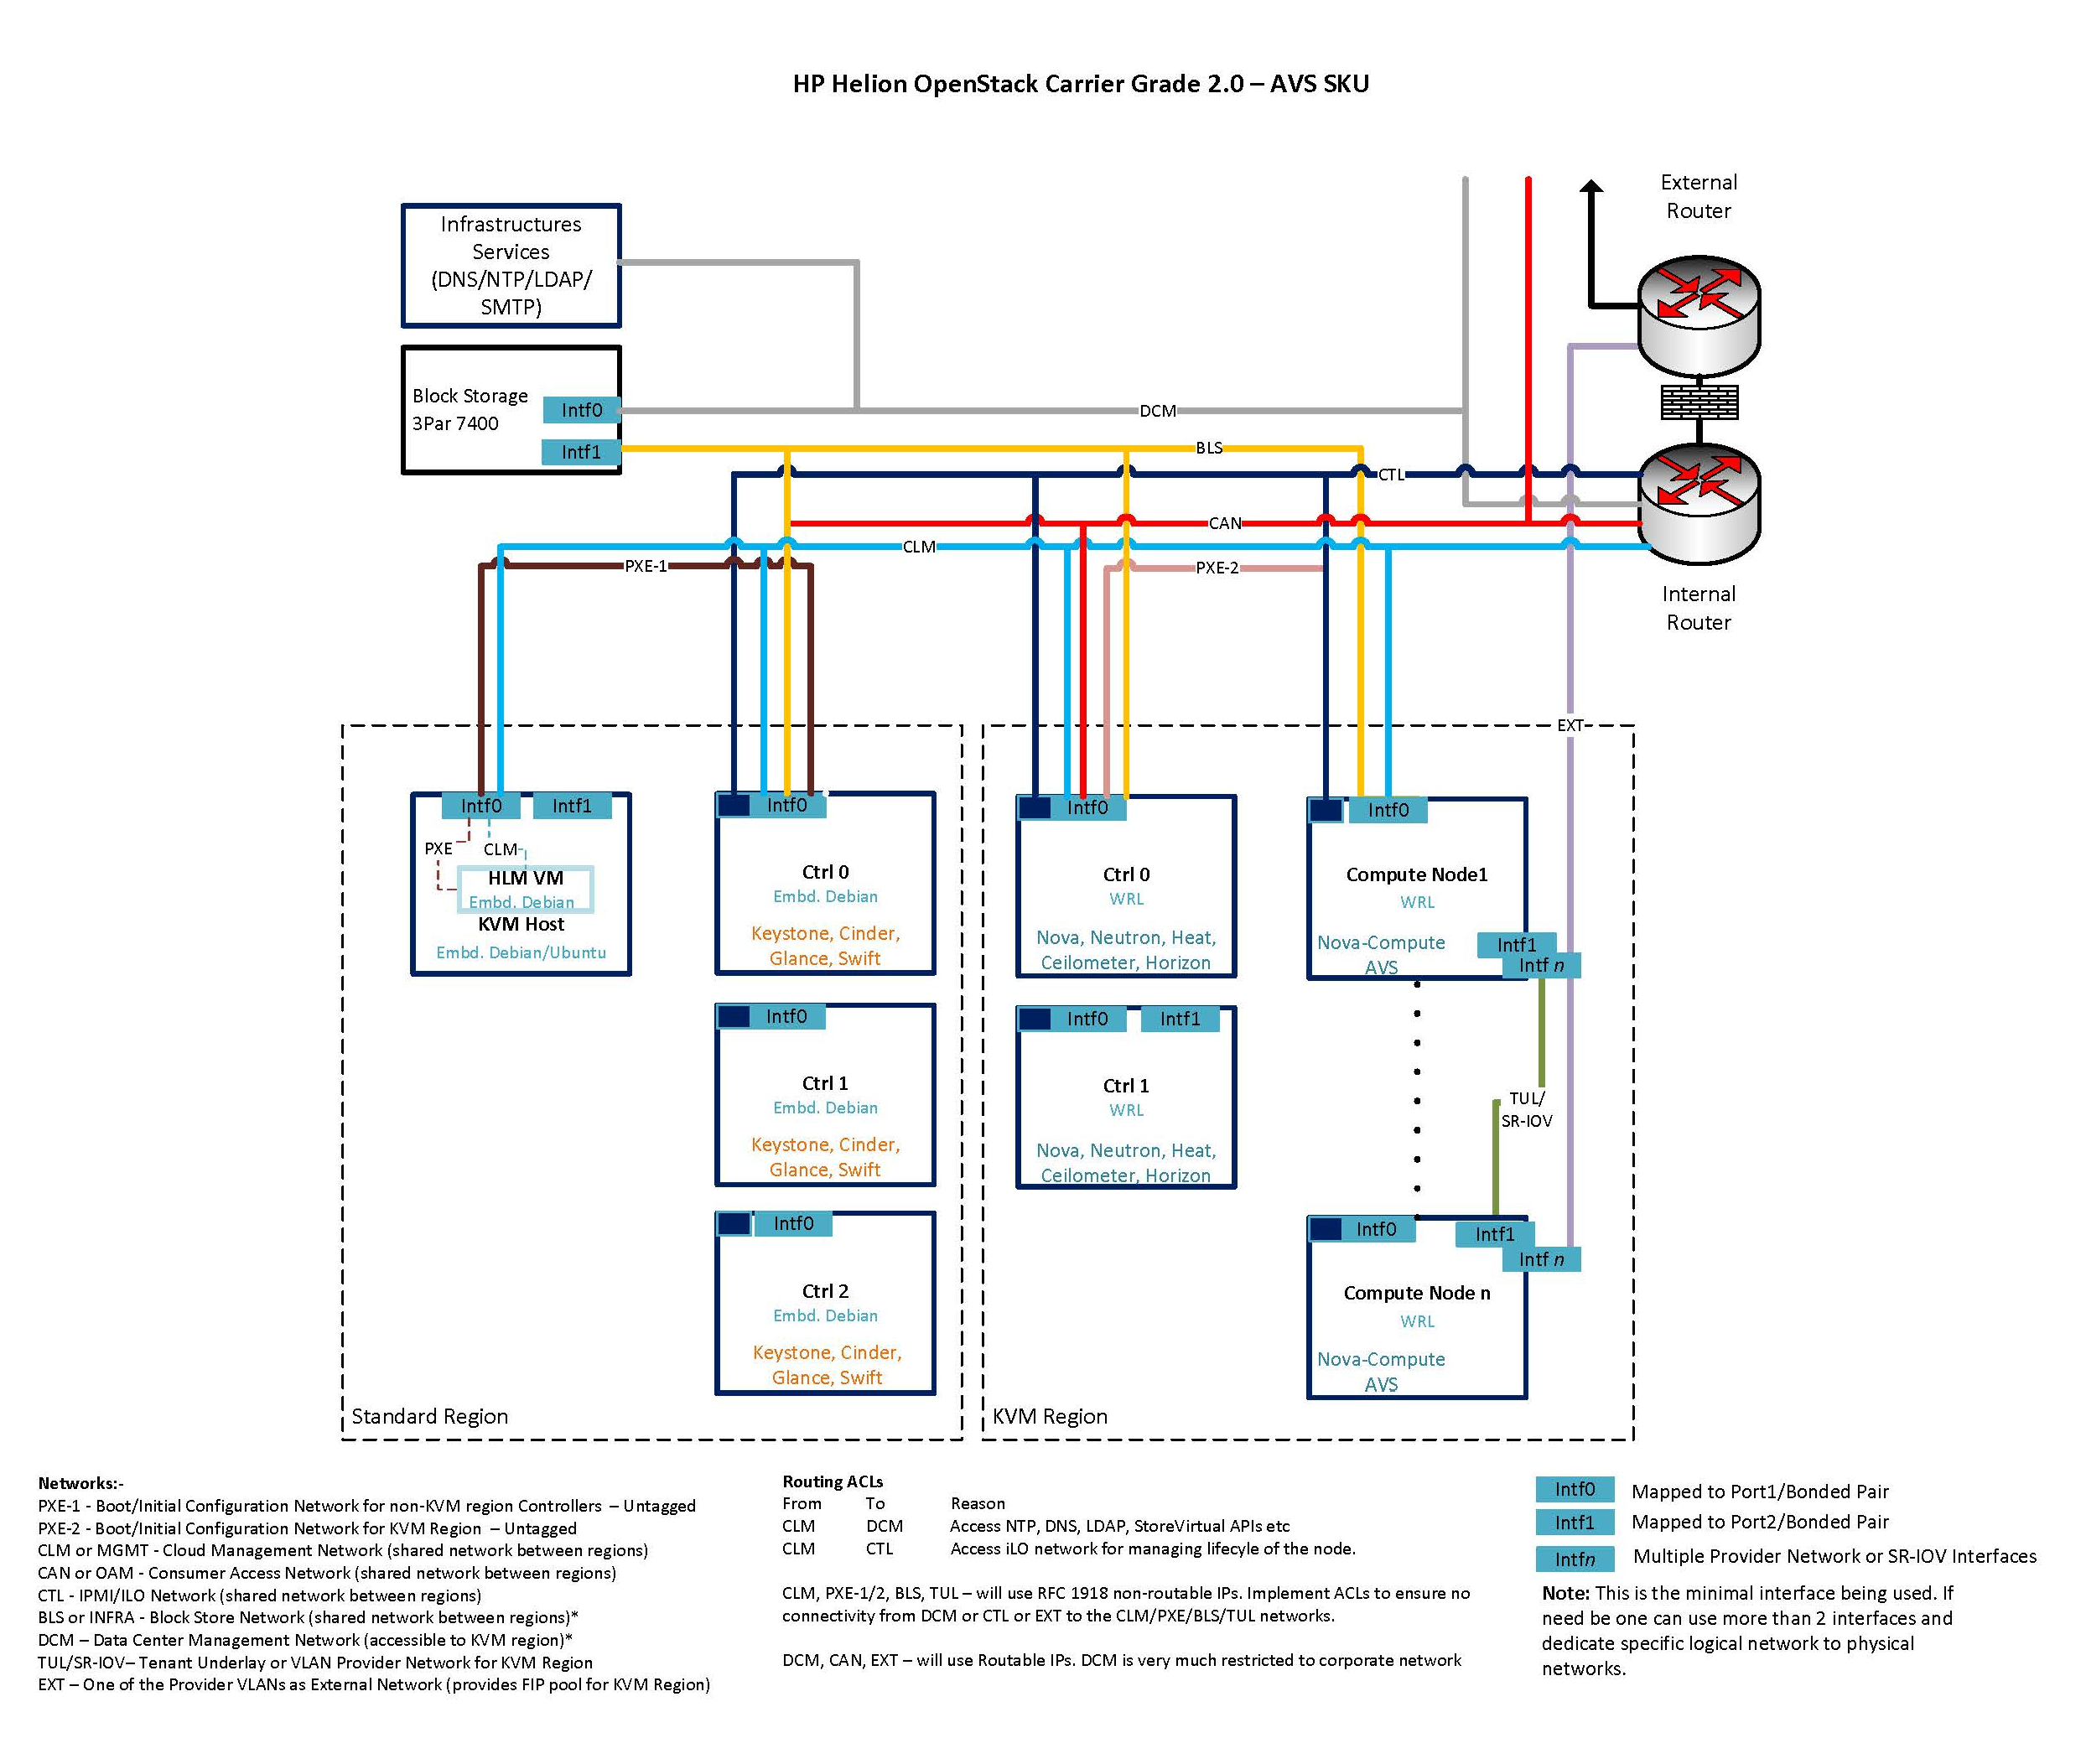 HP Helion OpenStack Carrier Grade 2.0 – AVS SKU
External
Router
Infrastructures
Services
(DNS/NTP/LDAP/
SMTP)
Block Storage
3Par 7400
Intf0
Intf1
DCM
BLS
CTL
CAN
CLM
PXE-1
PXE-2
Internal
Router
EXT
Intf0
Intf1
PXE
CLM
HLM VM
Embd. Debian
KVM Host
Embd. Debian/Ubuntu
Intf0
Ctrl 0
Embd. Debian
Keystone, Cinder,
Glance, Swift
Intf0
Ctrl 1
Embd. Debian
Keystone, Cinder,
Glance, Swift
Intf0
Ctrl 2
Embd. Debian
Keystone, Cinder,
Glance, Swift
Standard Region
Intf0
Ctrl 0
WRL
Nova, Neutron, Heat,
Ceilometer, Horizon
Intf0
Intf1
Ctrl 1
WRL
Nova, Neutron, Heat,
Ceilometer, Horizon
Intf0
Compute Node1
WRL
Nova-Compute
AVS
Intf1
Intf n
TUL/
SR-IOV
Intf0
Intf1
Intf n
Compute Node n
WRL
Nova-Compute
AVS
KVM Region
Networks:-
PXE-1 - Boot/Initial Configuration Network for non-KVM region Controllers – Untagged
PXE-2 - Boot/Initial Configuration Network for KVM Region – Untagged
CLM or MGMT - Cloud Management Network (shared network between regions)
CAN or OAM - Consumer Access Network (shared network between regions)
CTL - IPMI/ILO Network (shared network between regions)
BLS or INFRA - Block Store Network (shared network between regions)*
DCM – Data Center Management Network (accessible to KVM region)*
TUL/SR-IOV– Tenant Underlay or VLAN Provider Network for KVM Region
EXT – One of the Provider VLANs as External Network (provides FIP pool for KVM Region)
Routing ACLs
From To Reason
CLM DCM Access NTP, DNS, LDAP, StoreVirtual APIs etc
CLM CTL Access iLO network for managing lifecyle of the node.
CLM, PXE-1/2, BLS, TUL – will use RFC 1918 non-routable IPs. Implement ACLs to ensure no
connectivity from DCM or CTL or EXT to the CLM/PXE/BLS/TUL networks.
DCM, CAN, EXT – will use Routable IPs. DCM is very much restricted to corporate network
Intf0 Mapped to Port1/Bonded Pair
Intf1 Mapped to Port2/Bonded Pair
Intfn Multiple Provider Network or SR-IOV Interfaces
Note: This is the minimal interface being used. If
need be one can use more than 2 interfaces and
dedicate specific logical network to physical
networks.